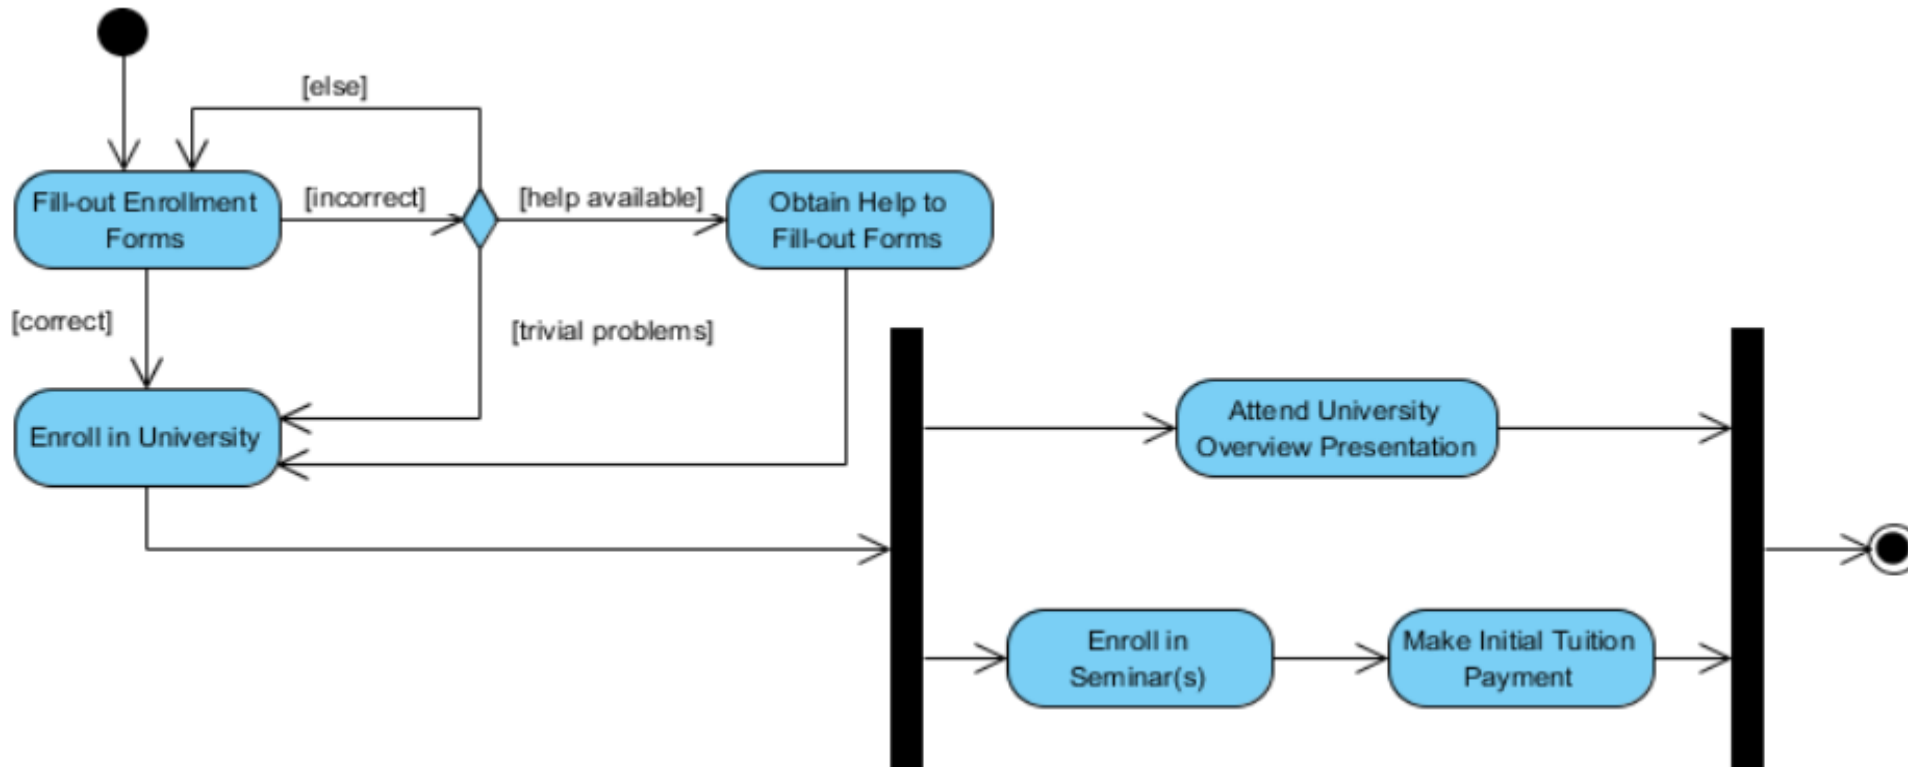 [else]
Fill-out Enrollment
Forms
[incorrect]
[help available]
Obtain Help to
Fill-out Forms
[correct]
[trivial problems]
Enroll in University
Attend University
Overview Presentation
Enroll in
Seminar(s)
Make Initial Tuition
Payment